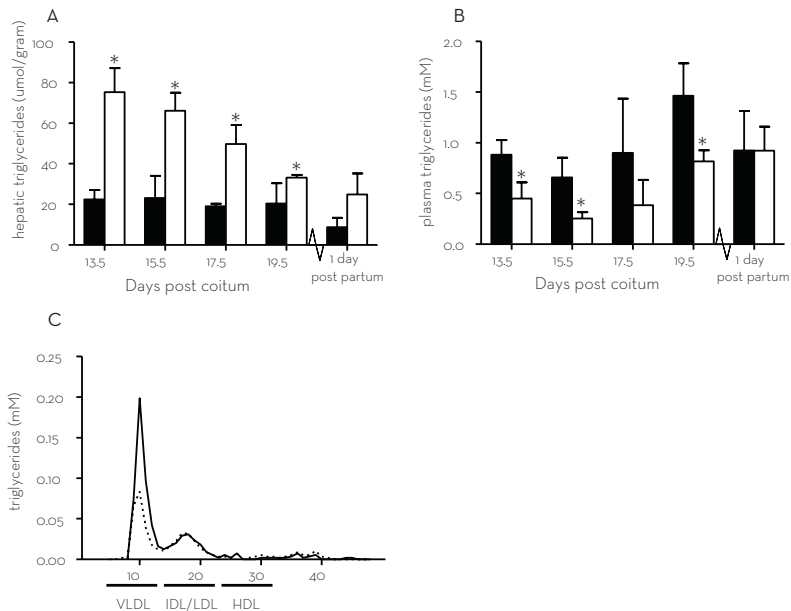 A
hepatic triglycerides (umol/gram)
100
80
60
40
20
0
*
*
*
*
13.5 15.5 17.5 19.5 1 day
post partum
Days post coitum
B
plasma triglycerides (mM)
2.0
1.5
1.0
0.5
0.0
*
*
*
13.5 15.5 17.5 19.5 1 day
post partum
Days post coitum
C
triglycerides (mM)
0.25
0.20
0.15
0.10
0.05
0.00
10 20 30 40
VLDL IDL/LDL HDL